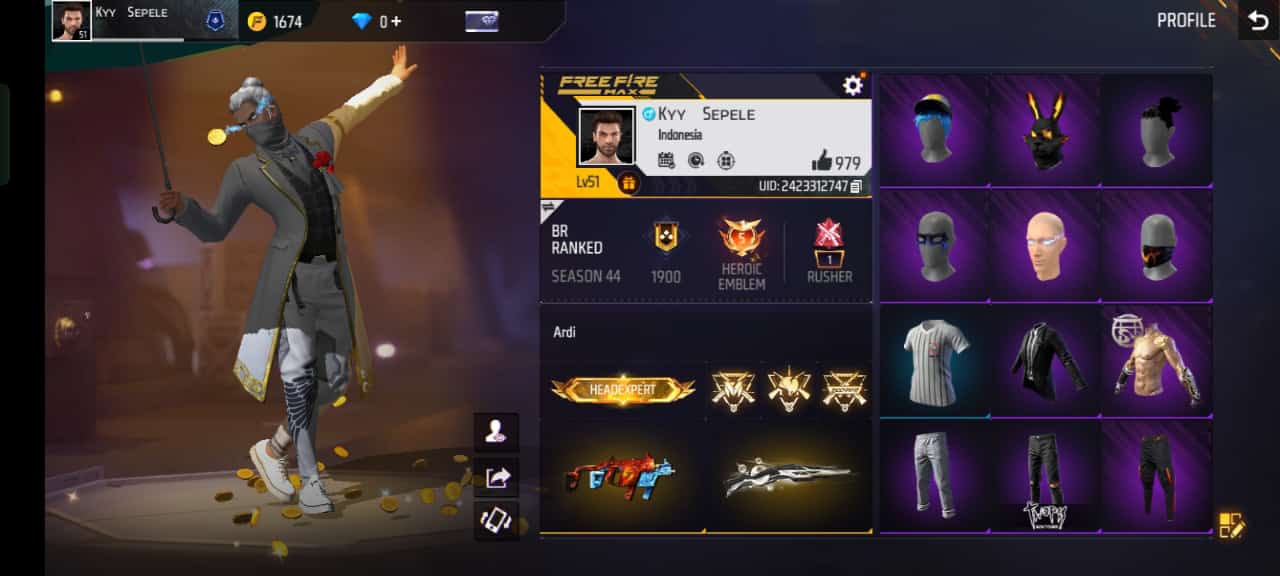 Kyy Sepele
51
1674
0 +
PROFILE
FREE FIRE
MAX
Kyy Sepele
Indonesia
979
Lv51
UID: 2423312747
BR
RANKED
SEASON 44
1900
5
HEROIC
EMBLEM
1
RUSHER
Ardi
HEADEXPERT